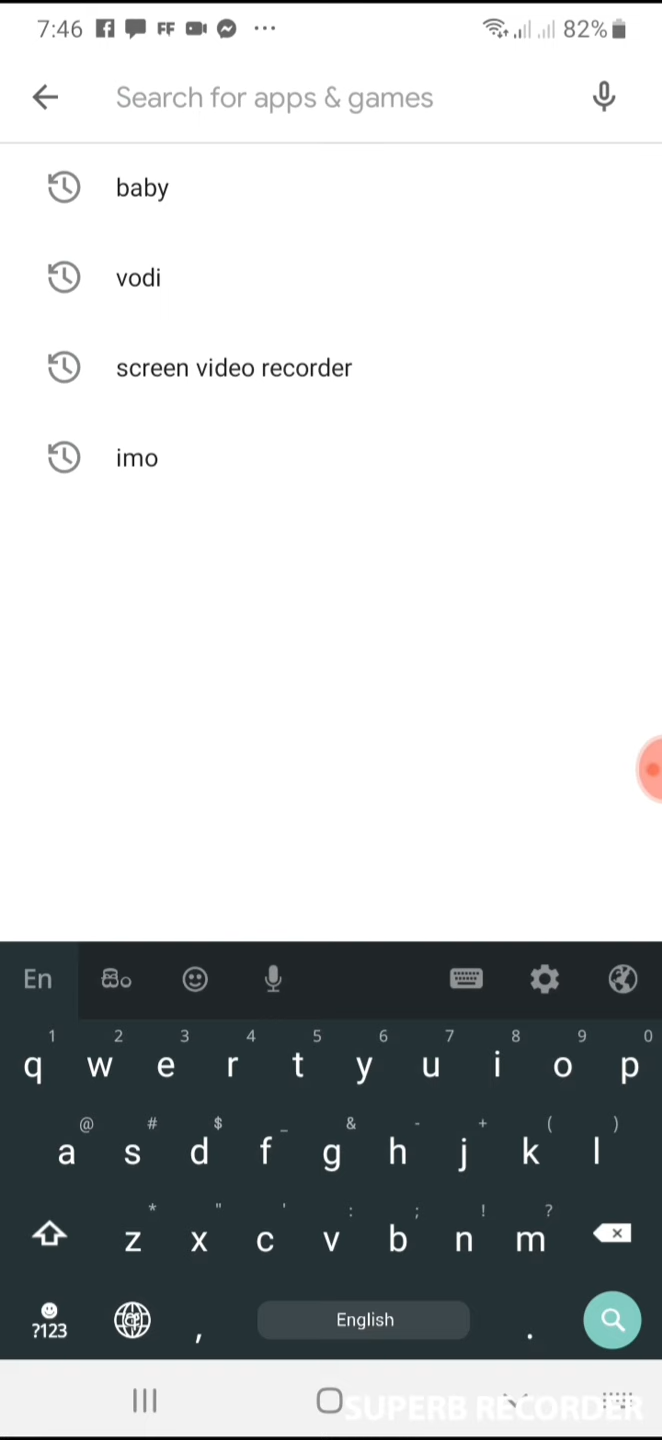 7:46 FF ... 82%
Search for apps & games
baby
vodi
screen video recorder
imo
En සිං
1 2 3 4 5 6 7 8 9 0
q w e r t y u i o p
@ # $ _ & - + ( )
a s d f g h j k l
* " ' : ; ! ?
z x c v b n m
?123 , English .
SUPERB RECORDER